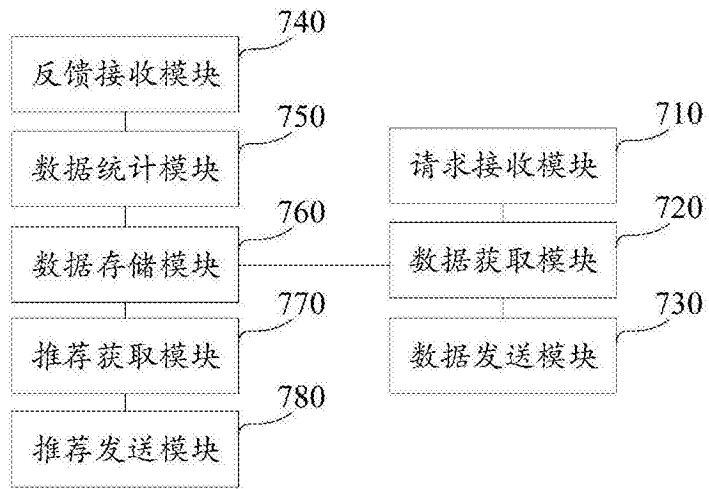 740
反馈接收模块
750
数据统计模块
760
数据存储模块
770
推荐获取模块
780
推荐发送模块
710
请求接收模块
720
数据获取模块
730
数据发送模块